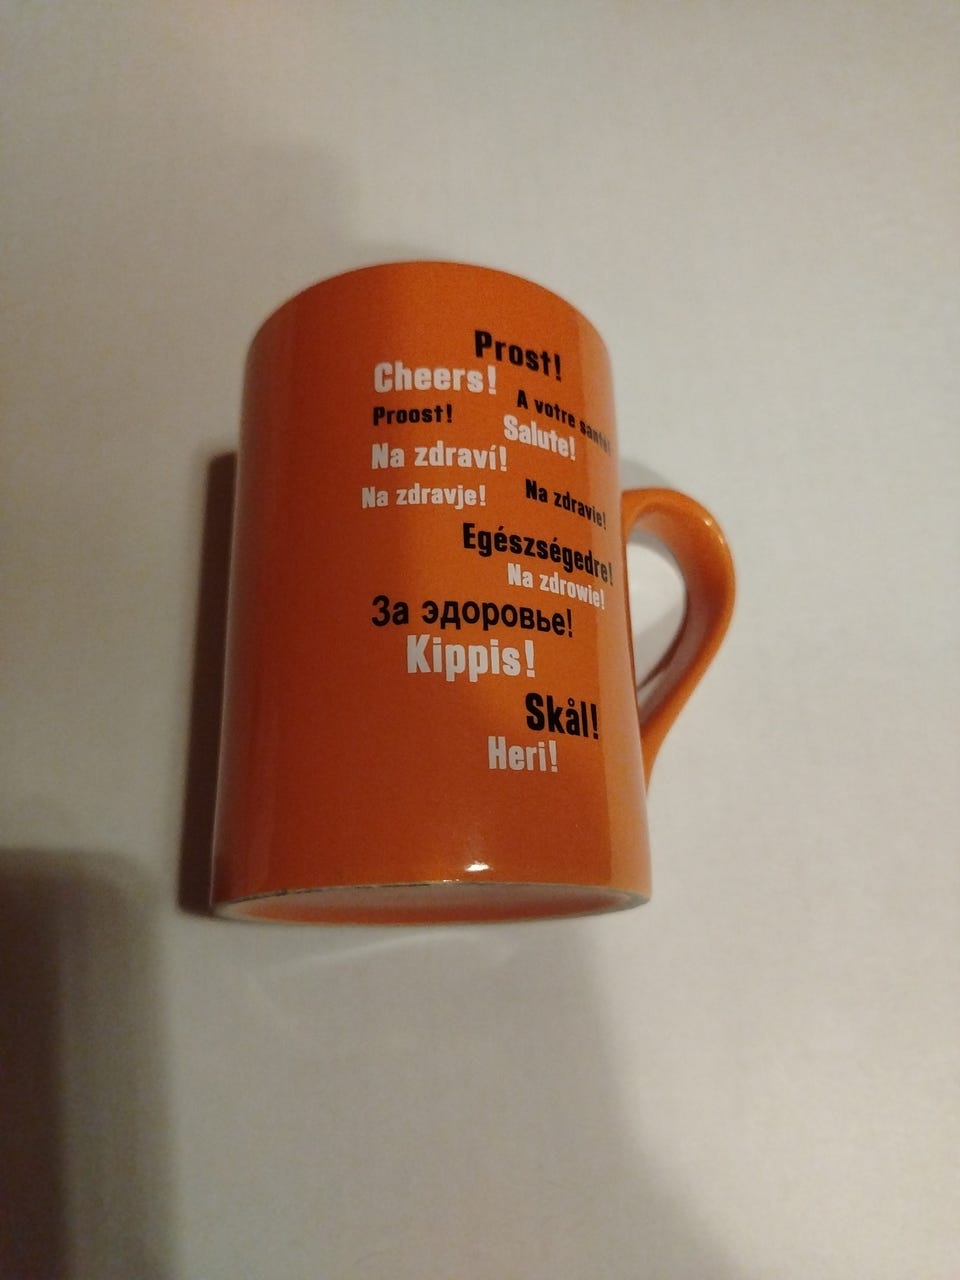 Prost!
Cheers!
A votre santé!
Proost!
Salute!
Na zdraví!
Na zdravie!
Na zdravje!
Egészségedre!
Na zdrowie!
За эдоровье!
Kippis!
Skål!
Heri!